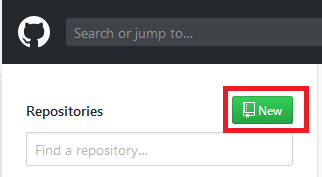 Search or jump to...
Repositories
New
Find a repository...